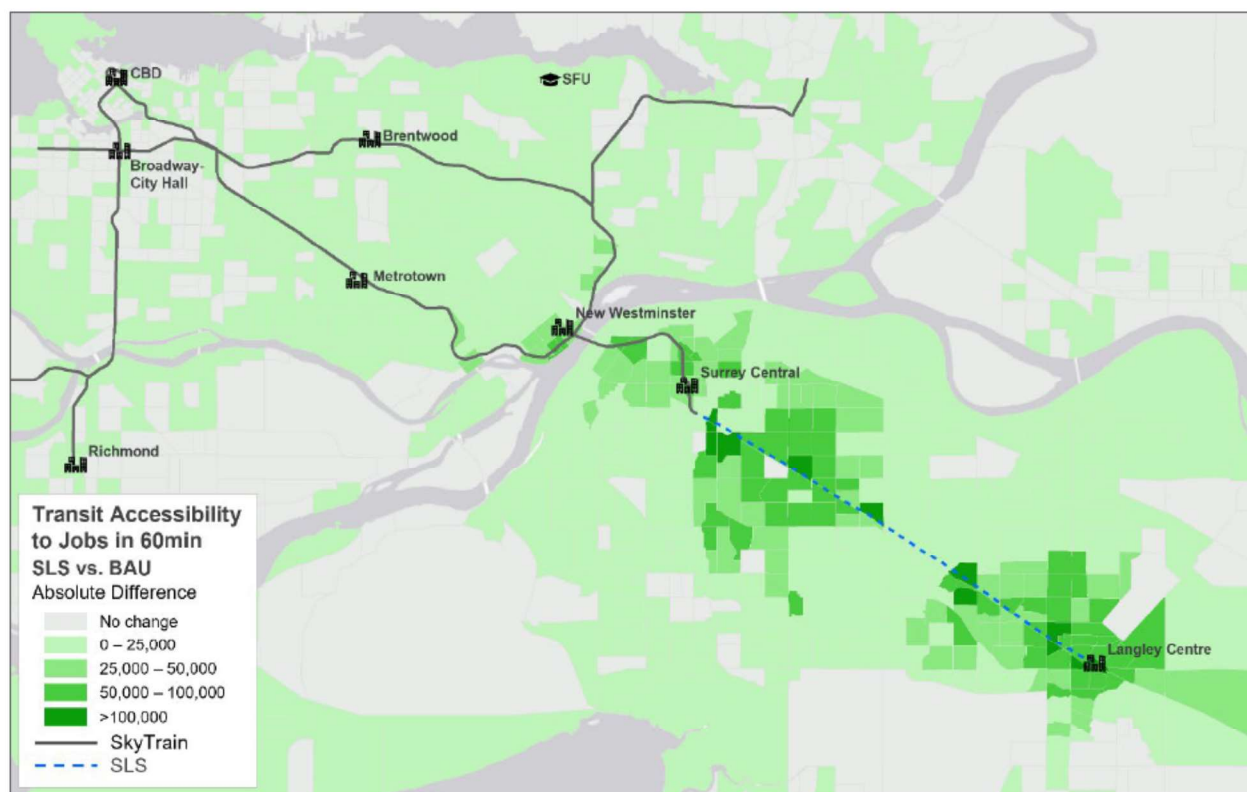 CBD
SFU
Brentwood
Broadway-
City Hall
Metrotown
New Westminster
Surrey Central
Richmond
Langley Centre
Transit Accessibility
to Jobs in 60min
SLS vs. BAU
Absolute Difference
No change
0 – 25,000
25,000 – 50,000
50,000 – 100,000
>100,000
SkyTrain
SLS